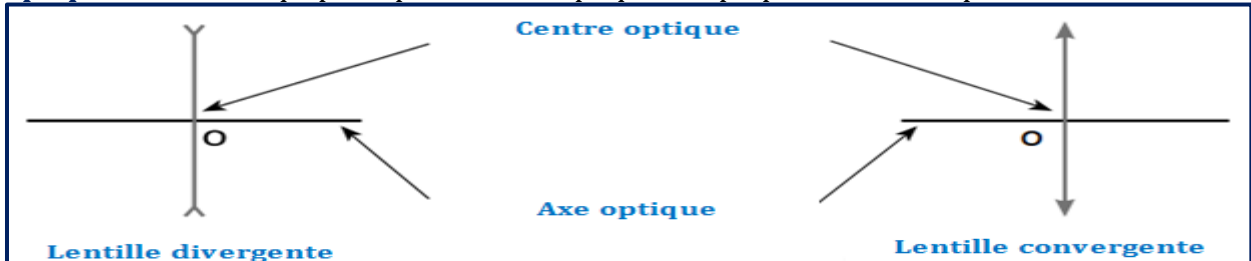 Centre optique
O
O
Axe optique
Lentille divergente
Lentille convergente